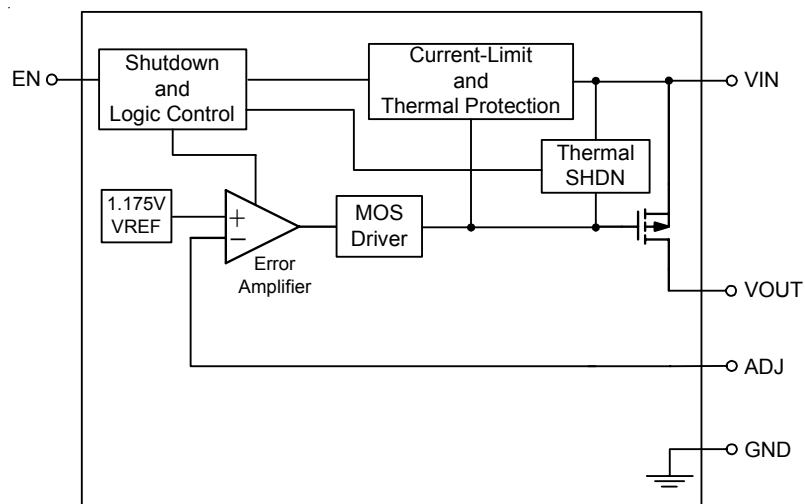 EN
Shutdown
and
Logic Control
Current-Limit
and
Thermal Protection
VIN
Thermal
SHDN
1.175V
VREF
+
−
MOS
Driver
Error
Amplifier
VOUT
ADJ
GND